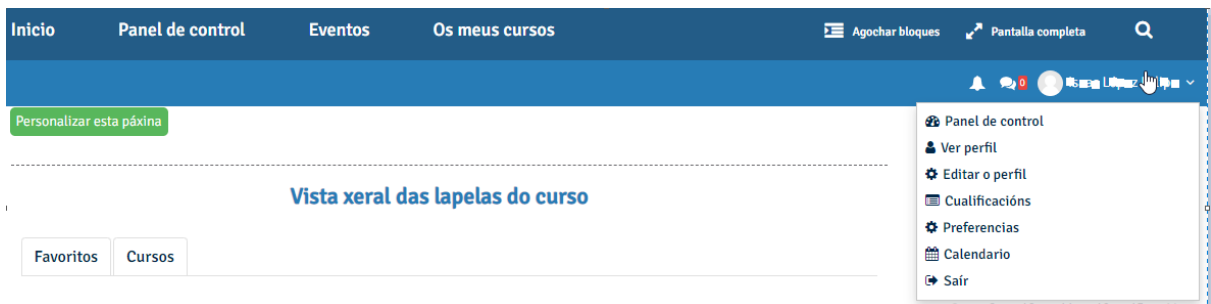 Inicio Panel de control Eventos Os meus cursos Agochar bloques Pantalla completa
0
Personalizar esta páxina
Panel de control
Ver perfil
Editar o perfil
Cualificacións
Preferencias
Calendario
Saír
Vista xeral das lapelas do curso
Favoritos Cursos